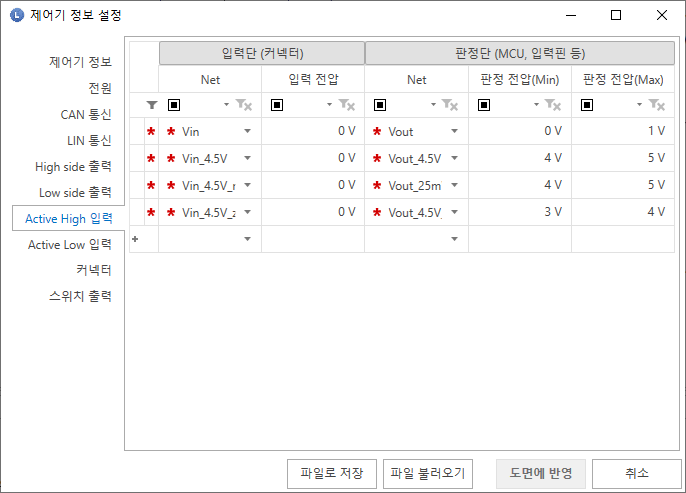 L 제어기 정보 설정
제어기 정보
전원
CAN 통신
LIN 통신
High side 출력
Low side 출력
Active High 입력
Active Low 입력
커넥터
스위치 출력
입력단 (커넥터) 판정단 (MCU, 입력핀 등)
Net 입력 전압 Net 판정 전압(Min) 판정 전압(Max)
* * Vin 0 V * Vout 0 V 1 V
* * Vin_4.5V 0 V * Vout_4.5V 4 V 5 V
* * Vin_4.5V_r 0 V * Vout_25m 4 V 5 V
* * Vin_4.5V_z 0 V * Vout_4.5V_ 3 V 4 V
+
파일로 저장 파일 불러오기 도면에 반영 취소